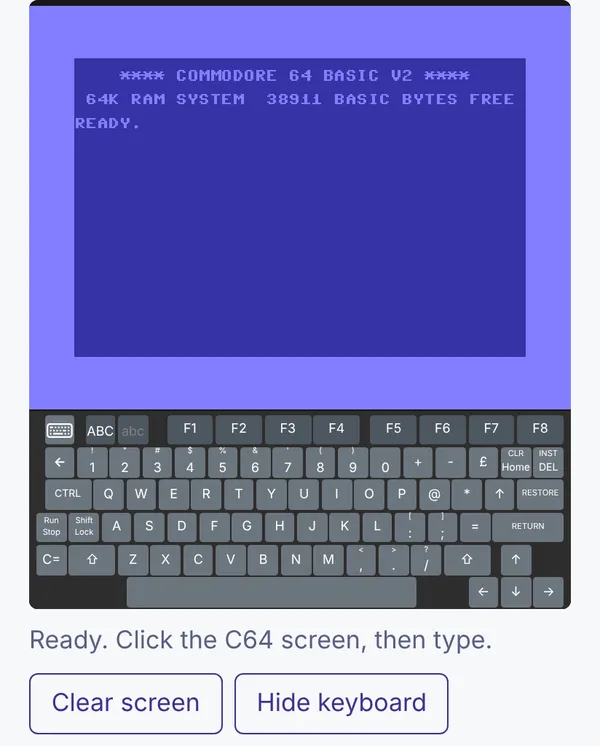 **** COMMODORE 64 BASIC V2 ****
64K RAM SYSTEM  38911 BASIC BYTES FREE
READY.
ABC abc F1 F2 F3 F4 F5 F6 F7 F8
← ! 1 " 2 # 3 $ 4 % 5 & 6 ' 7 ( 8 ) 9 0 + - £ CLR Home INST DEL
CTRL Q W E R T Y U I O P @ * ↑ RESTORE
Run Stop Shift Lock A S D F G H J K L [ : ] ; = RETURN
C= ⇧ Z X C V B N M < , > . ? / ⇧ ↑
← ↓ →
Ready. Click the C64 screen, then type.
Clear screen Hide keyboard